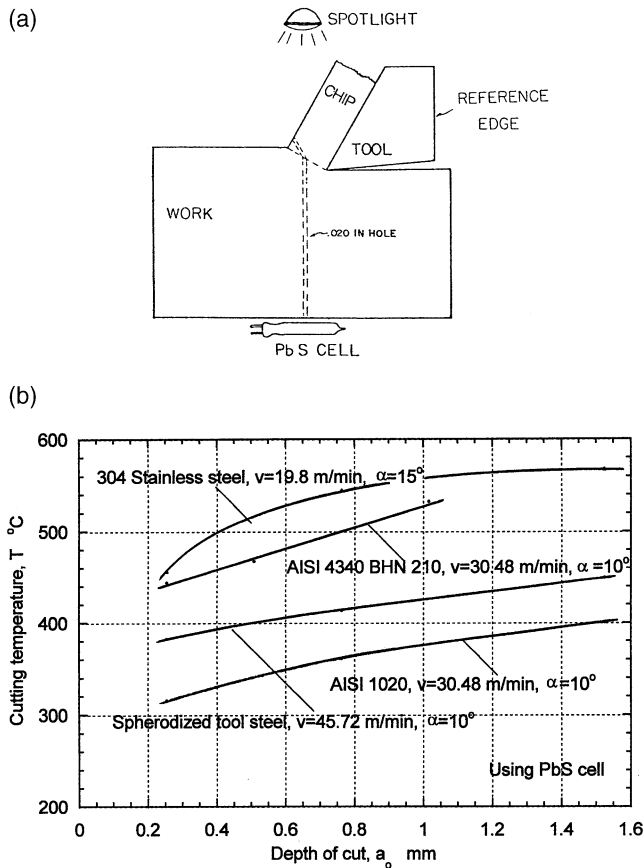 (a)
SPOTLIGHT
CHIP
TOOL
REFERENCE
EDGE
WORK
.020 IN HOLE
PbS CELL
(b)
600
500
400
300
200
Cutting temperature, T °C
304 Stainless steel, v=19.8 m/min, α=15°
AISI 4340 BHN 210, v=30.48 m/min, α=10°
AISI 1020, v=30.48 m/min, α=10°
Spherodized tool steel, v=45.72 m/min, α=10°
Using PbS cell
0 0.2 0.4 0.6 0.8 1 1.2 1.4 1.6
Depth of cut, a₀ mm